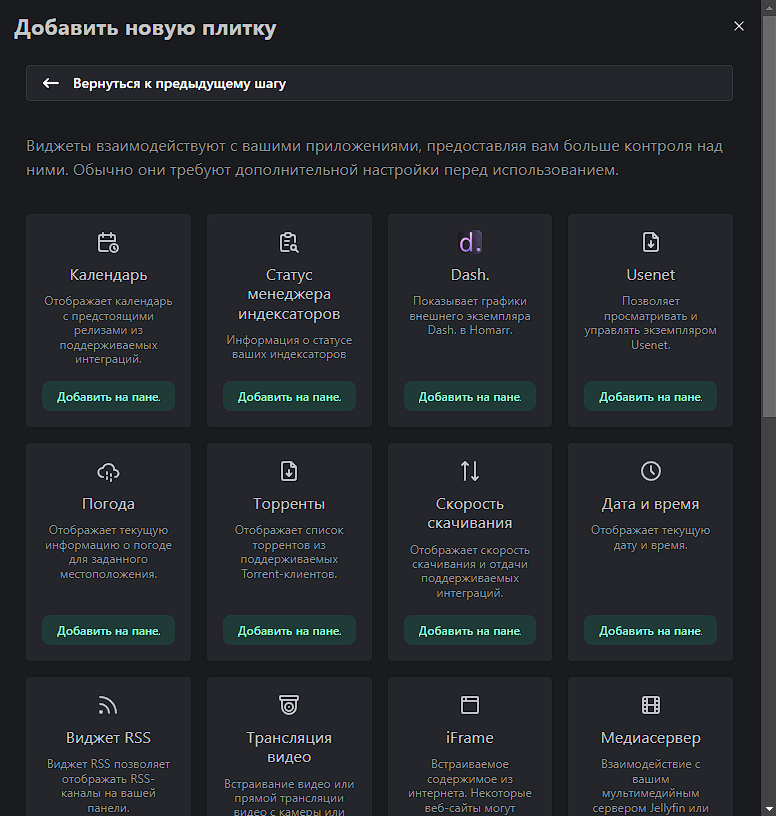 Добавить новую плитку
Вернуться к предыдущему шагу
Виджеты взаимодействуют с вашими приложениями, предоставляя вам больше контроля над
ними. Обычно они требуют дополнительной настройки перед использованием.
Календарь
Отображает календарь
с предстоящими
релизами из
поддерживаемых
интеграций.
Добавить на пане.
Статус
менеджера
индексаторов
Информация о статусе
ваших индексаторов
Добавить на пане.
d.
Dash.
Показывает графики
внешнего экземпляра
Dash. в Homarr.
Добавить на пане.
Usenet
Позволяет
просматривать и
управлять экземпляром
Usenet.
Добавить на пане.
Погода
Отображает текущую
информацию о погоде
для заданного
местоположения.
Добавить на пане.
Торренты
Отображает список
торрентов из
поддерживаемых
Torrent-клиентов.
Добавить на пане.
Скорость
скачивания
Отображает скорость
скачивания и отдачи
поддерживаемых
интеграций.
Добавить на пане.
Дата и время
Отображает текущую
дату и время.
Добавить на пане.
Виджет RSS
Виджет RSS позволяет
отображать RSS-
каналы на вашей
панели.
Трансляция
видео
Встраивание видео или
прямой трансляции
видео с камеры или
iFrame
Встраиваемое
содержимое из
интернета. Некоторые
веб-сайты могут
Медиасервер
Взаимодействие с
вашим
мультимедийным
сервером Jellyfin или